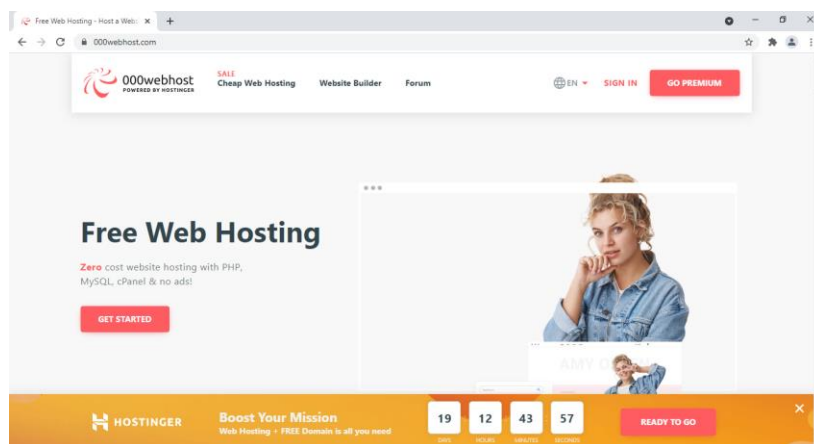 Free Web Hosting - Host a Web
000webhost.com
000webhost
POWERED BY HOSTINGER
SALE
Cheap Web Hosting
Website Builder
Forum
EN
SIGN IN
GO PREMIUM
Free Web Hosting
Zero cost website hosting with PHP,
MySQL, cPanel & no ads!
GET STARTED
HOSTINGER
Boost Your Mission
Web Hosting + FREE Domain is all you need
19 12 43 57
DAYS HOURS MINUTES SECONDS
READY TO GO